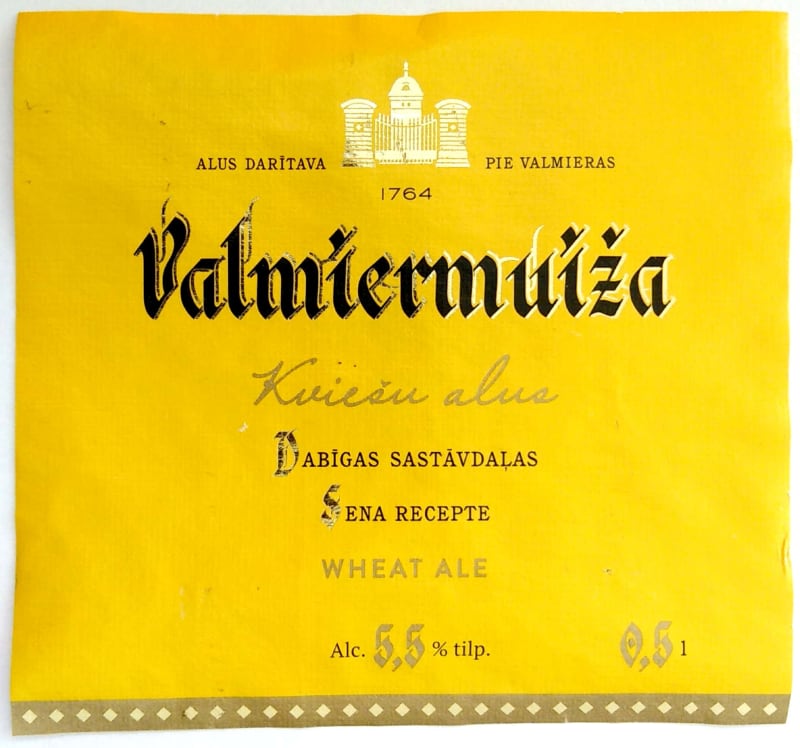 ALUS DARĪTAVA PIE VALMIERAS
1764
Valmiermuiža
Kviešu alus
DABĪGAS SASTĀVDAĻAS
SENA RECEPTE
WHEAT ALE
Alc. 5,5 % tilp. 0,5 l